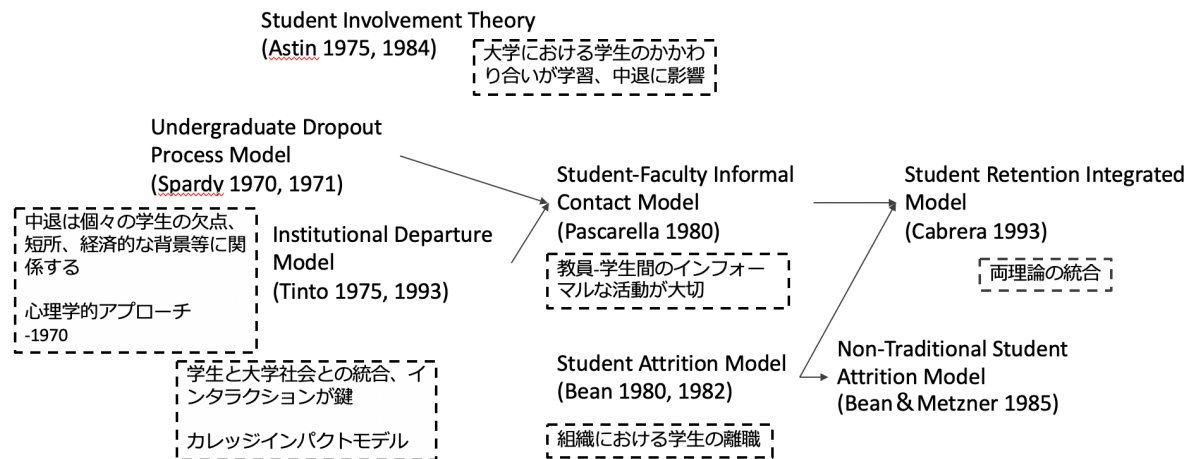 Student Involvement Theory
(Astin 1975, 1984)
大学における学生のかかわ
り合いが学習、中退に影響
Undergraduate Dropout
Process Model
(Spardy 1970, 1971)
中退は個々の学生の欠点、
短所、経済的な背景等に関
係する
心理学的アプローチ
-1970
Institutional Departure
Model
(Tinto 1975, 1993)
学生と大学社会との統合、イ
ンタラクションが鍵
カレッジインパクトモデル
Student-Faculty Informal
Contact Model
(Pascarella 1980)
教員-学生間のインフォー
マルな活動が大切
Student Attrition Model
(Bean 1980, 1982)
組織における学生の離職
Student Retention Integrated
Model
(Cabrera 1993)
両理論の統合
Non-Traditional Student
Attrition Model
(Bean＆Metzner 1985)